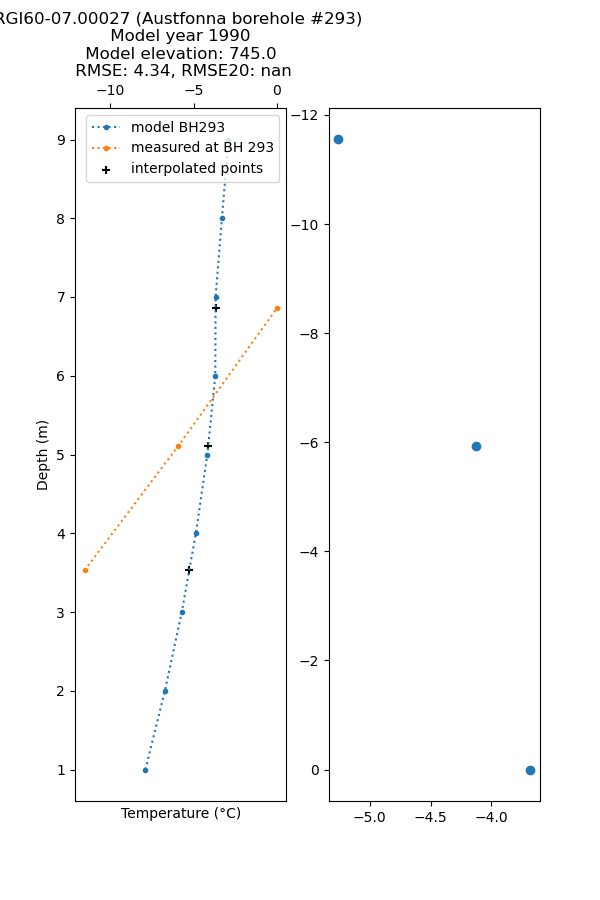 RGI60-07.00027 (Austfonna borehole #293)
Model year 1990
Model elevation: 745.0
RMSE: 4.34, RMSE20: nan
−10 −5 0
model BH293
measured at BH 293
interpolated points
9
8
7
6
5
4
3
2
1
Depth (m)
Temperature (°C)
−12
−10
−8
−6
−4
−2
0
−5.0 −4.5 −4.0